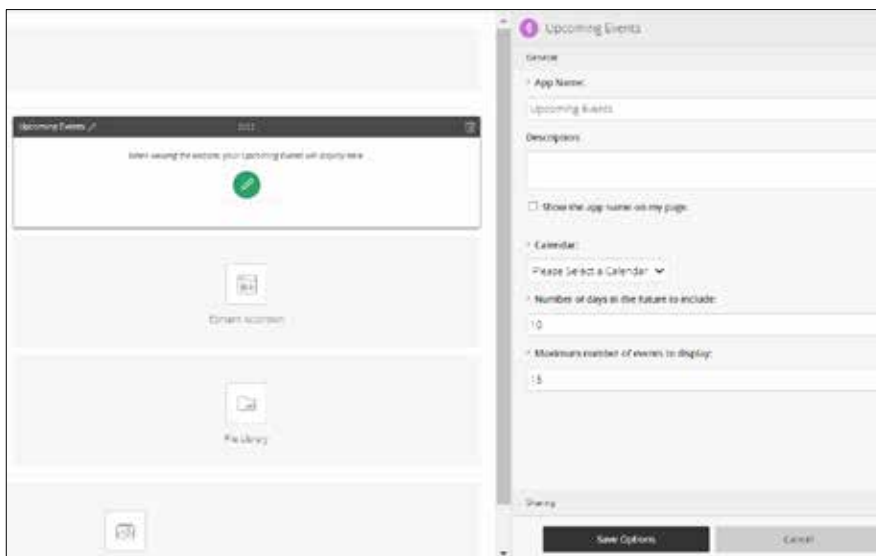 Upcoming Events
When viewing the website, your Upcoming Events will display here
Content Accordion
File Library
Upcoming Events
General
* App Name:
Upcoming Events
Description:
Show the app name on my page.
* Calendar:
Please Select a Calendar
* Number of days in the future to include:
10
* Maximum number of events to display:
15
Sharing
Save Options
Cancel